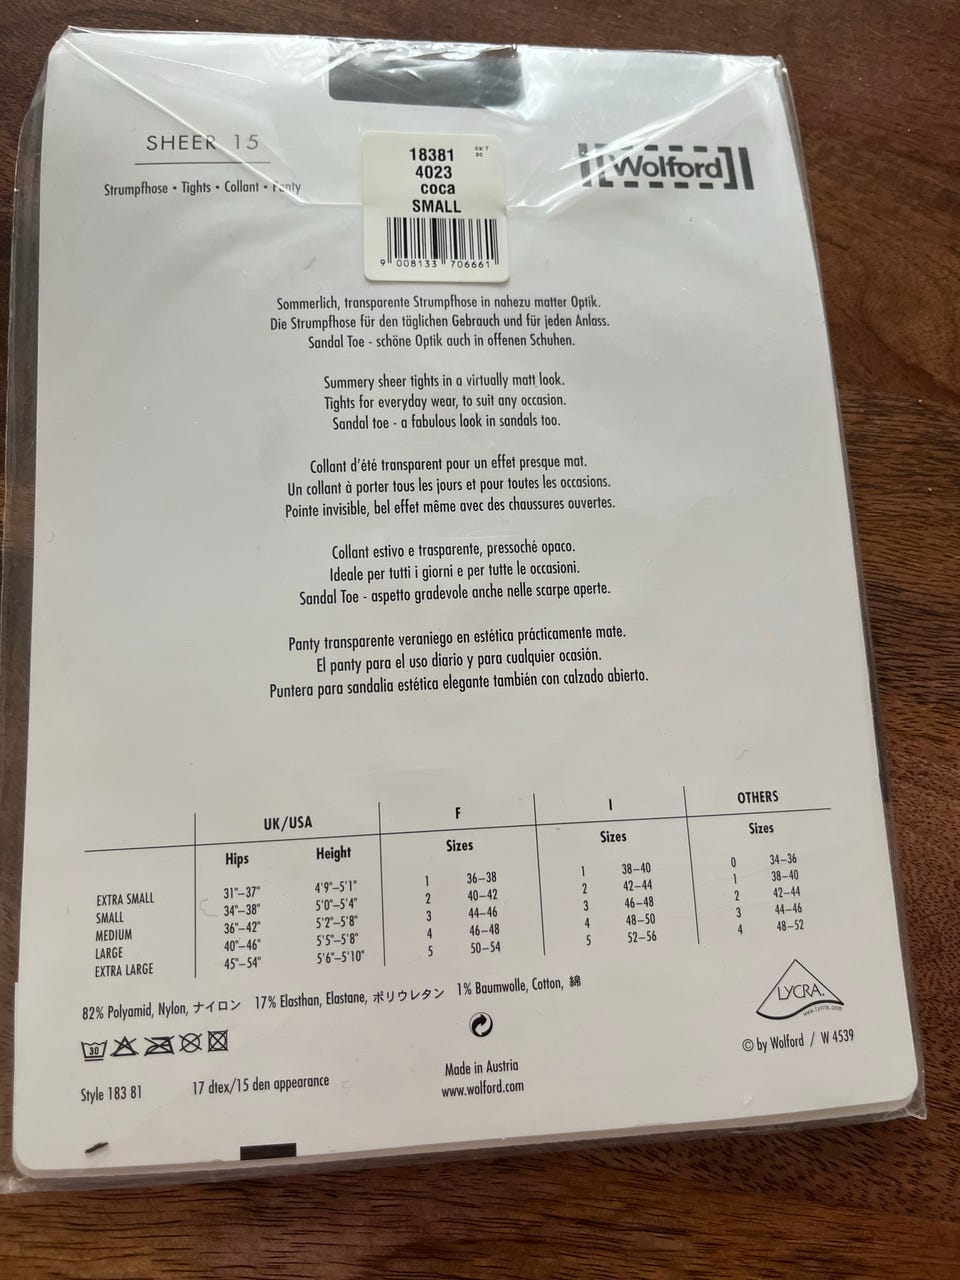 SHEER 15
Strumpfhose • Tights • Collant • Panty
18381
4023
coca
SMALL
9 008133 706661
Wolford
Sommerlich, transparente Strumpfhose in nahezu matter Optik.
Die Strumpfhose für den täglichen Gebrauch und für jeden Anlass.
Sandal Toe - schöne Optik auch in offenen Schuhen.
Summery sheer tights in a virtually matt look.
Tights for everyday wear, to suit any occasion.
Sandal toe - a fabulous look in sandals too.
Collant d'été transparent pour un effet presque mat.
Un collant à porter tous les jours et pour toutes les occasions.
Pointe invisible, bel effet même avec des chaussures ouvertes.
Collant estivo e trasparente, pressoché opaco.
Ideale per tutti i giorni e per tutte le occasioni.
Sandal Toe - aspetto gradevole anche nelle scarpe aperte.
Panty transparente veraniego en estética prácticamente mate.
El panty para el uso diario y para cualquier ocasión.
Puntera para sandalia estética elegante también con calzado abierto.
UK/USA F I OTHERS
Hips Height Sizes Sizes Sizes
EXTRA SMALL 31"–37" 4'9"–5'1" 1 36–38 1 38–40 0 34–36
SMALL 34"–38" 5'0"–5'4" 2 40–42 2 42–44 1 38–40
MEDIUM 36"–42" 5'2"–5'8" 3 44–46 3 46–48 2 42–44
LARGE 40"–46" 5'5"–5'8" 4 46–48 4 48–50 3 44–46
EXTRA LARGE 45"–54" 5'6"–5'10" 5 50–54 5 52–56 4 48–52
82% Polyamid, Nylon, ナイロン 17% Elasthan, Elastane, ポリウレタン 1% Baumwolle, Cotton, 綿
LYCRA.
www.lycra.com
30
© by Wolford / W 4539
Made in Austria
www.wolford.com
Style 183 81 17 dtex/15 den appearance